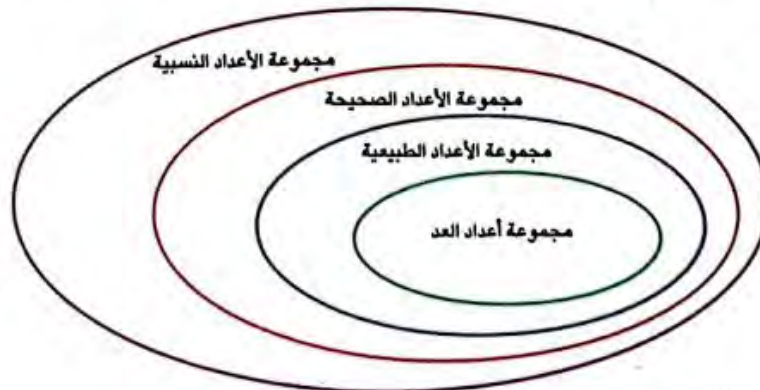 مجموعة الأعداد النسبية
مجموعة الأعداد الصحيحة
مجموعة الأعداد الطبيعية
مجموعة أعداد العد